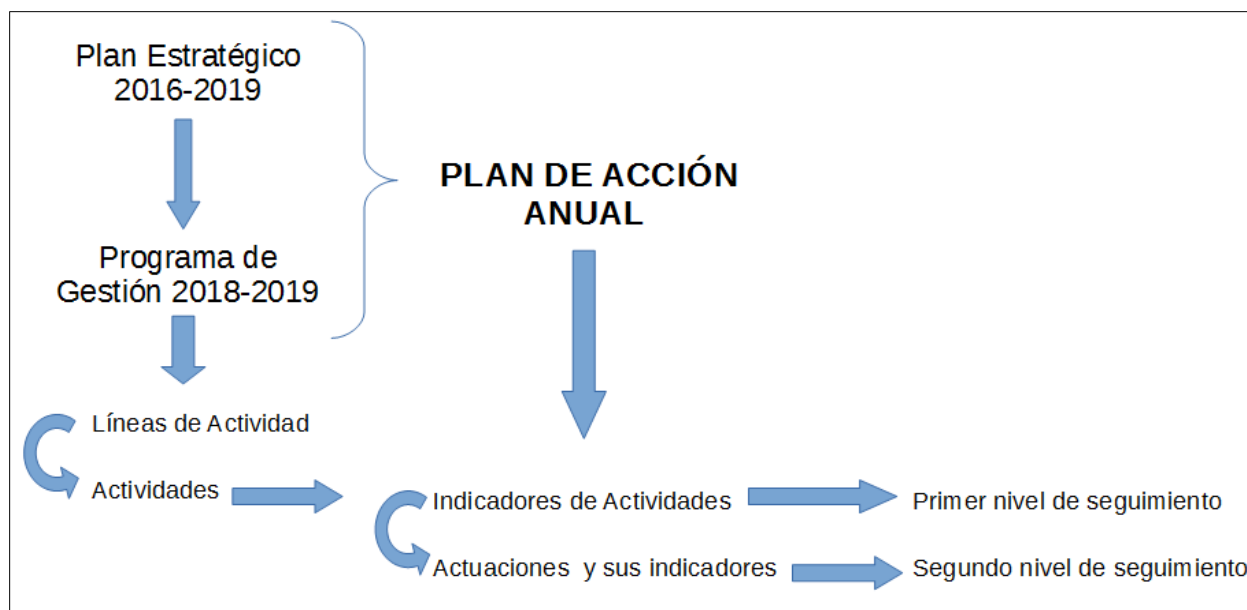 Plan Estratégico
2016-2019
PLAN DE ACCIÓN
ANUAL
Programa de
Gestión 2018-2019
Líneas de Actividad
Actividades
Indicadores de Actividades
Primer nivel de seguimiento
Actuaciones y sus indicadores
Segundo nivel de seguimiento